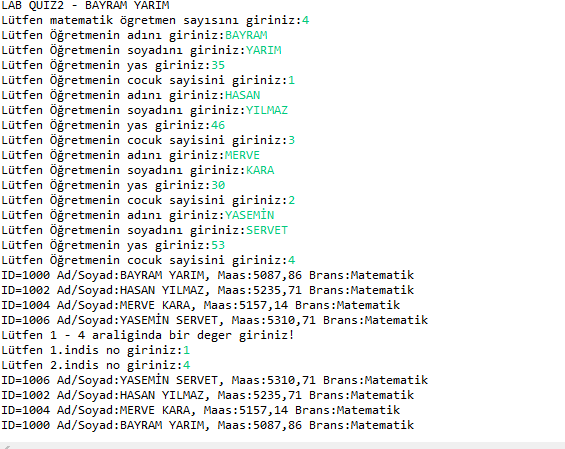 LAB QUIZ2 - BAYRAM YARIM
Lütfen matematik ögretmen sayısını giriniz:4
Lütfen Öğretmenin adını giriniz:BAYRAM
Lütfen Öğretmenin soyadını giriniz:YARIM
Lütfen Öğretmenin yas giriniz:35
Lütfen Öğretmenin cocuk sayisini giriniz:1
Lütfen Öğretmenin adını giriniz:HASAN
Lütfen Öğretmenin soyadını giriniz:YILMAZ
Lütfen Öğretmenin yas giriniz:46
Lütfen Öğretmenin cocuk sayisini giriniz:3
Lütfen Öğretmenin adını giriniz:MERVE
Lütfen Öğretmenin soyadını giriniz:KARA
Lütfen Öğretmenin yas giriniz:30
Lütfen Öğretmenin cocuk sayisini giriniz:2
Lütfen Öğretmenin adını giriniz:YASEMİN
Lütfen Öğretmenin soyadını giriniz:SERVET
Lütfen Öğretmenin yas giriniz:53
Lütfen Öğretmenin cocuk sayisini giriniz:4
ID=1000 Ad/Soyad:BAYRAM YARIM, Maas:5087,86 Brans:Matematik
ID=1002 Ad/Soyad:HASAN YILMAZ, Maas:5235,71 Brans:Matematik
ID=1004 Ad/Soyad:MERVE KARA, Maas:5157,14 Brans:Matematik
ID=1006 Ad/Soyad:YASEMİN SERVET, Maas:5310,71 Brans:Matematik
Lütfen 1 - 4 araliginda bir deger giriniz!
Lütfen 1.indis no giriniz:1
Lütfen 2.indis no giriniz:4
ID=1006 Ad/Soyad:YASEMİN SERVET, Maas:5310,71 Brans:Matematik
ID=1002 Ad/Soyad:HASAN YILMAZ, Maas:5235,71 Brans:Matematik
ID=1004 Ad/Soyad:MERVE KARA, Maas:5157,14 Brans:Matematik
ID=1000 Ad/Soyad:BAYRAM YARIM, Maas:5087,86 Brans:Matematik